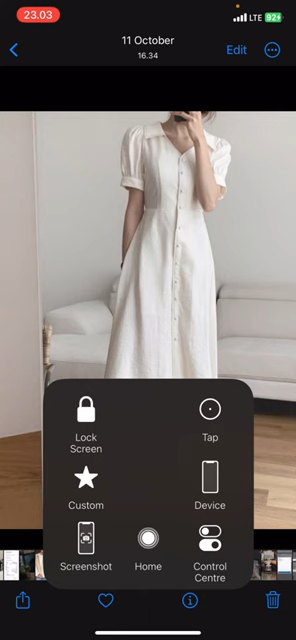 23.03
LTE 92+
11 October
16.34
Edit
Lock
Screen
Tap
Custom
Device
Screenshot
Home
Control
Centre